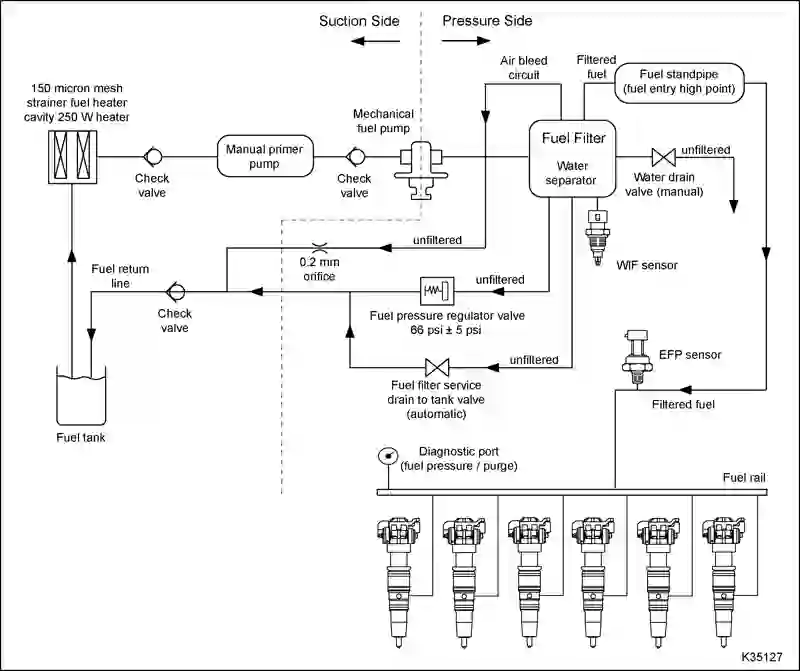 Suction Side
Pressure Side
150 micron mesh
strainer fuel heater
cavity 250 W heater
Check
valve
Manual primer
pump
Check
valve
Mechanical
fuel pump
Air bleed
circuit
Filtered
fuel
Fuel standpipe
(fuel entry high point)
Fuel Filter
Water
separator
unfiltered
Water drain
valve (manual)
WIF sensor
unfiltered
0.2 mm
orifice
Fuel return
line
Check
valve
unfiltered
Fuel pressure regulator valve
66 psi ± 5 psi
unfiltered
Fuel filter service
drain to tank valve
(automatic)
EFP sensor
Filtered fuel
Fuel tank
Diagnostic port
(fuel pressure / purge)
Fuel rail
K35127